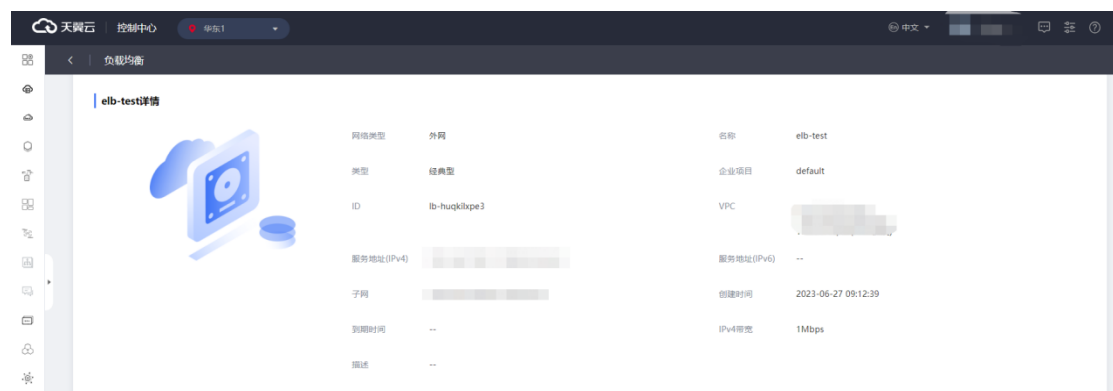 天翼云 控制中心 华东1 中文
负载均衡
elb-test详情
网络类型 外网 名称 elb-test
类型 经典型 企业项目 default
ID lb-huqkilxpe3 VPC
服务地址(IPv4) 服务地址(IPv6) --
子网 创建时间 2023-06-27 09:12:39
到期时间 -- IPv4带宽 1Mbps
描述 --